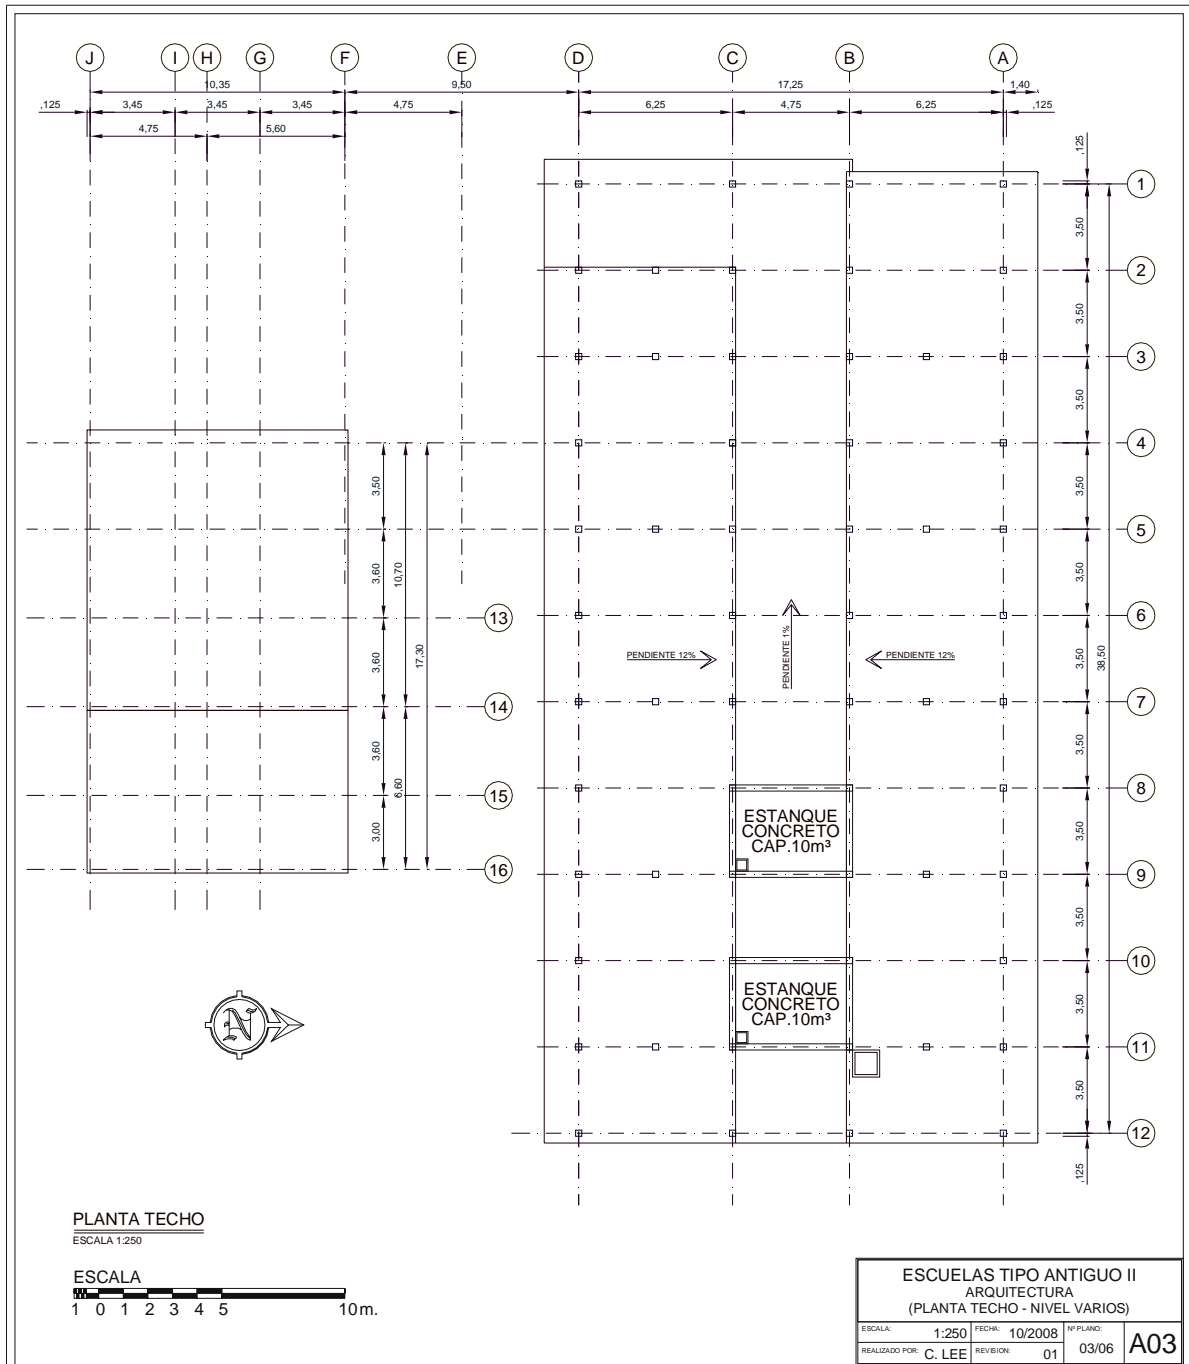 J I H G F E D C B A
10,35 9,50 17,25 1,40
,125 3,45 3,45 3,45 4,75 6,25 4,75 6,25 ,125
4,75 5,60
,125
1
3,50
2
3,50
3
3,50
4
3,50 3,50
5
3,60 10,70 3,50
13 6
3,60 17,30 PENDIENTE 12% PENDIENTE 1% PENDIENTE 12% 3,50 38,50
14 7
3,60 6,60 3,50
15 8
ESTANQUE
CONCRETO
CAP.10m³
3,00 3,50
16 9
3,50
10
ESTANQUE
CONCRETO
CAP.10m³
3,50
N
11
3,50
12
,125
PLANTA TECHO
ESCALA 1:250
ESCALA
1 0 1 2 3 4 5 10m.
ESCUELAS TIPO ANTIGUO II
ARQUITECTURA
(PLANTA TECHO - NIVEL VARIOS)
ESCALA: 1:250 FECHA: 10/2008 Nº PLANO: 03/06 A03
REALIZADO POR: C. LEE REVISION: 01